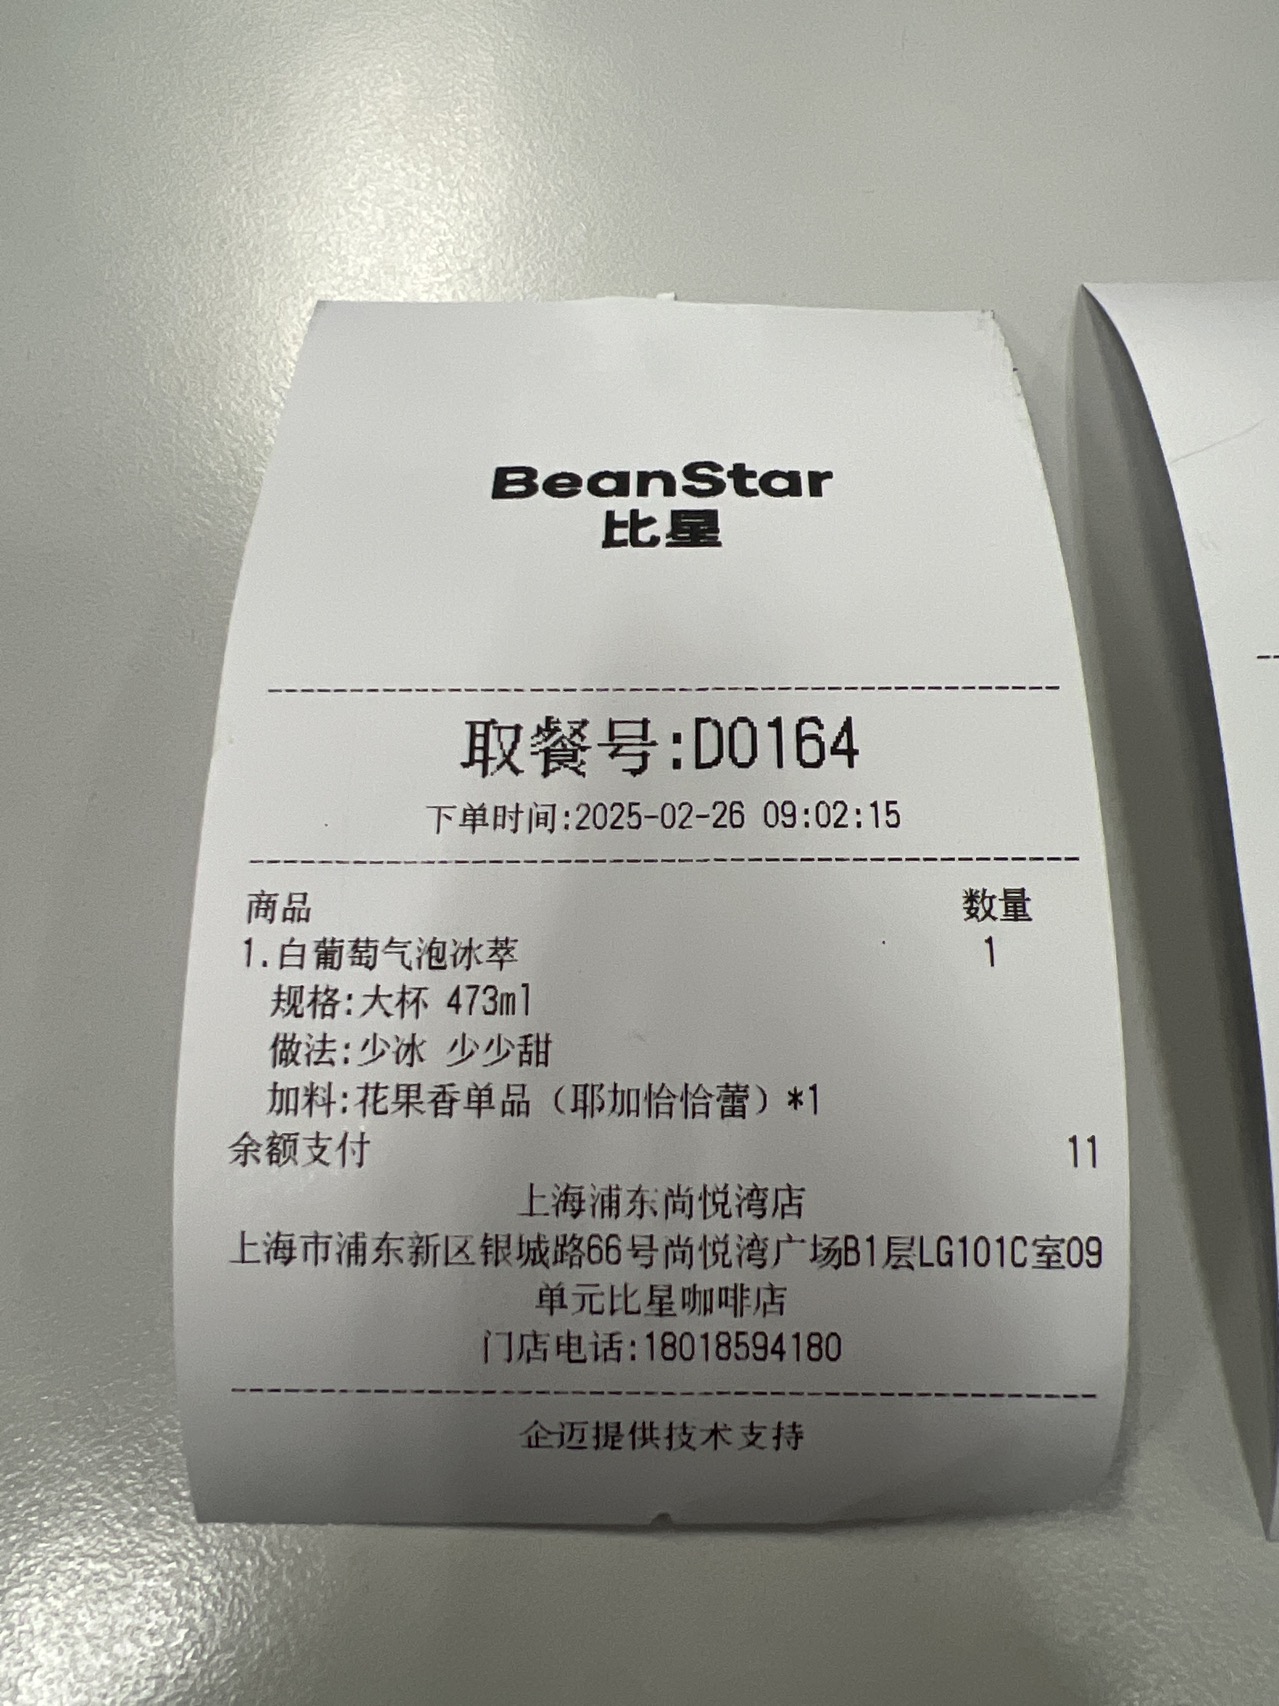 BeanStar
比星
取餐号:D0164
下单时间:2025-02-26 09:02:15
商品 数量
1.白葡萄气泡冰萃 1
规格:大杯 473ml
做法:少冰 少少甜
加料:花果香单品（耶加恰恰蕾）*1
余额支付 11
上海浦东尚悦湾店
上海市浦东新区银城路66号尚悦湾广场B1层LG101C室09
单元比星咖啡店
门店电话:18018594180
企迈提供技术支持